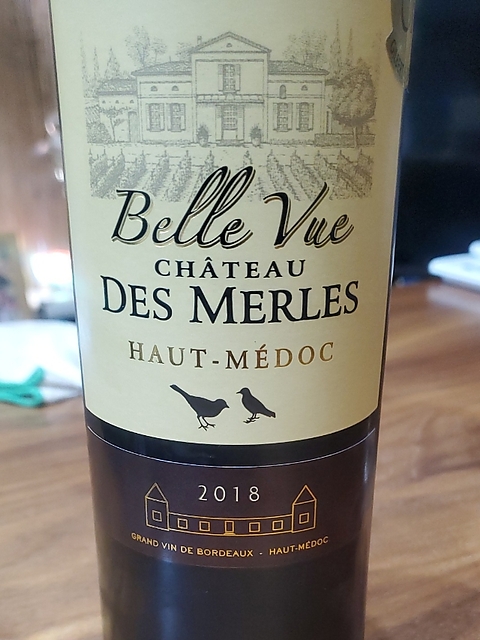 Belle Vue
CHÂTEAU
DES MERLES
HAUT-MÉDOC
2018
GRAND VIN DE BORDEAUX - HAUT-MÉDOC